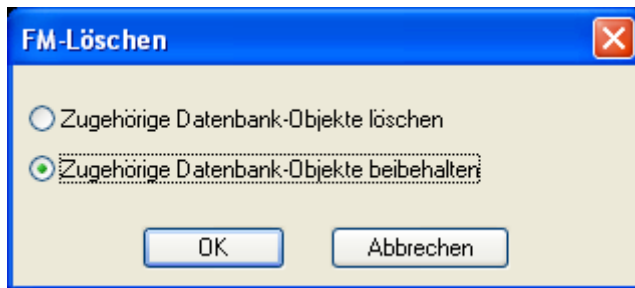 FM-Löschen
Zugehörige Datenbank-Objekte löschen
Zugehörige Datenbank-Objekte beibehalten
OK Abbrechen